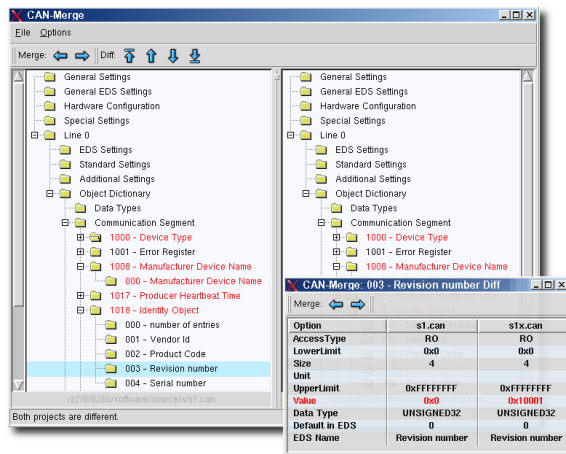 CAN-Merge
File Options
Merge: Diff:
General Settings
General EDS Settings
Hardware Configuration
Special Settings
Line 0
EDS Settings
Standard Settings
Additional Settings
Object Dictionary
Data Types
Communication Segment
1000 - Device Type
1001 - Error Register
1008 - Manufacturer Device Name
000 - Manufacturer Device Name
1017 - Producer Heartbeat Time
1018 - Identity Object
000 - number of entries
001 - Vendor Id
002 - Product Code
003 - Revision number
004 - Serial number
/z2/0/0260/software/source/x/s1.can
Both projects are different.
General Settings
General EDS Settings
Hardware Configuration
Special Settings
Line 0
EDS Settings
Standard Settings
Additional Settings
Object Dictionary
Data Types
Communication Segment
1000 - Device Type
1001 - Error Register
1008 - Manufacturer Device Name
CAN-Merge: 003 - Revision number Diff
Merge:
Option s1.can s1x.can
AccessType RO RO
LowerLimit 0x0 0x0
Size 4 4
Unit
UpperLimit 0xFFFFFFFF 0xFFFFFFFF
Value 0x0 0x10001
Data Type UNSIGNED32 UNSIGNED32
Default in EDS 0 0
EDS Name Revision number Revision number